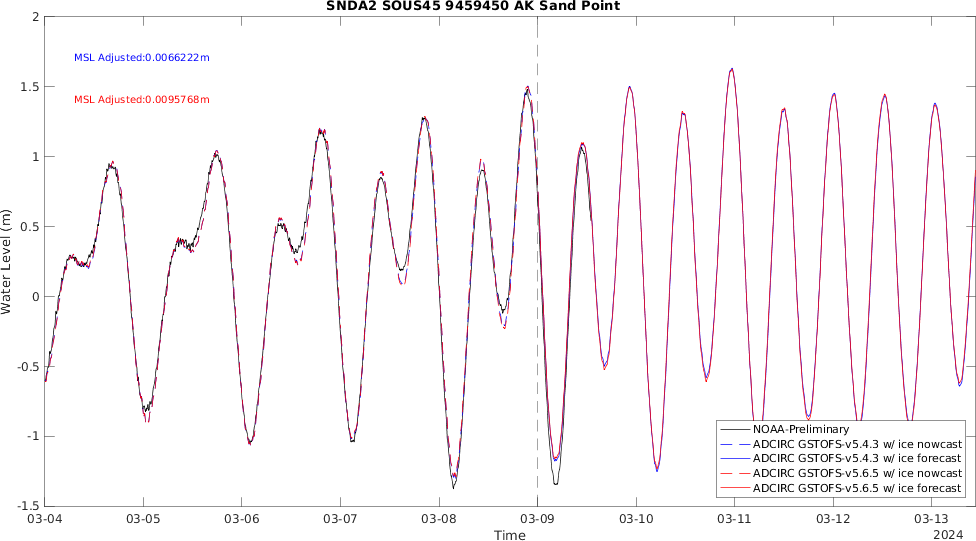 SNDA2 SOUS45 9459450 AK Sand Point
MSL Adjusted:0.0066222m
MSL Adjusted:0.0095768m
Water Level (m)
2
1.5
1
0.5
0
-0.5
-1
-1.5
NOAA-Preliminary
ADCIRC GSTOFS-v5.4.3 w/ ice nowcast
ADCIRC GSTOFS-v5.4.3 w/ ice forecast
ADCIRC GSTOFS-v5.6.5 w/ ice nowcast
ADCIRC GSTOFS-v5.6.5 w/ ice forecast
03-04 03-05 03-06 03-07 03-08 03-09 03-10 03-11 03-12 03-13
Time
2024